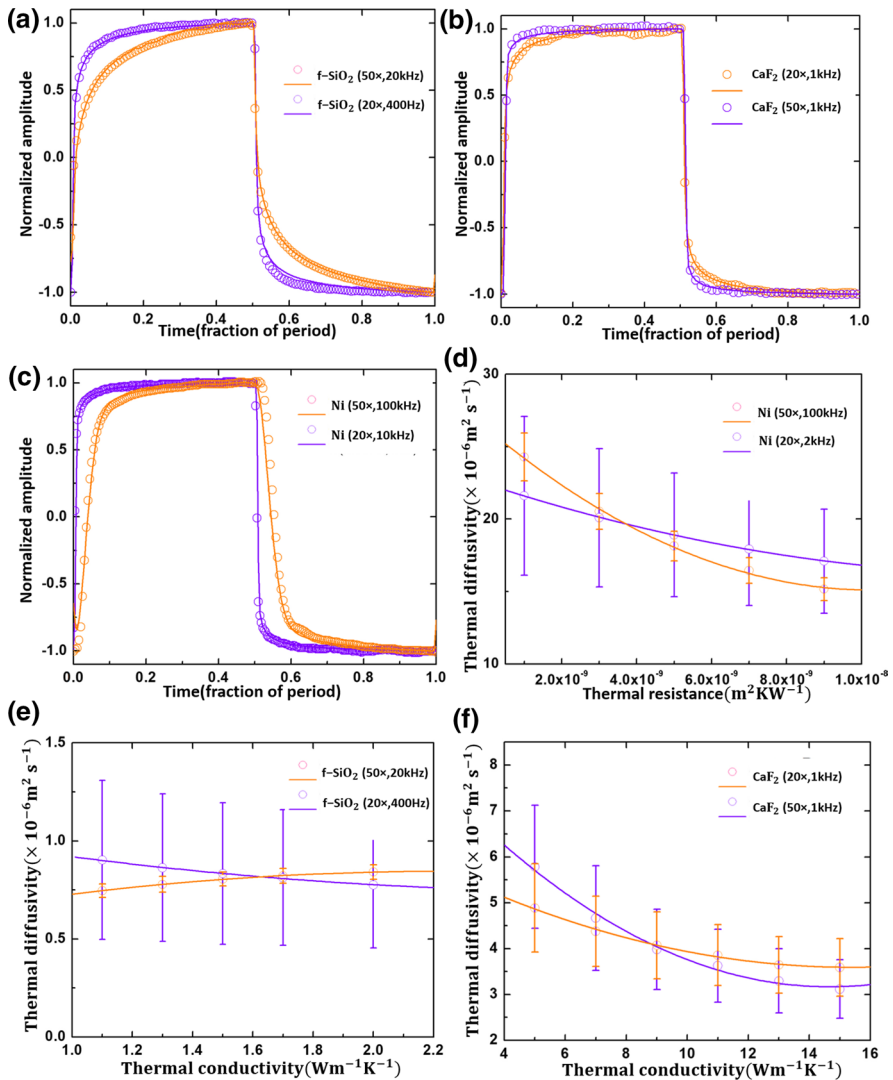 (a)
Normalized amplitude
1.0
0.5
0.0
-0.5
-1.0
f−SiO₂ (50×,20kHz)
f−SiO₂ (20×,400Hz)
0.0 0.2 0.4 0.6 0.8 1.0
Time(fraction of period)
(b)
Normalized amplitude
1.0
0.5
0.0
-0.5
-1.0
CaF₂ (20×,1kHz)
CaF₂ (50×,1kHz)
0.0 0.2 0.4 0.6 0.8 1.0
Time(fraction of period)
(c)
Normalized amplitude
1.0
0.5
0.0
-0.5
-1.0
Ni (50×,100kHz)
Ni (20×,10kHz)
0.0 0.2 0.4 0.6 0.8 1.0
Time(fraction of period)
(d)
Thermal diffusivity(× 10⁻⁶m² s⁻¹)
30
20
10
Ni (50×,100kHz)
Ni (20×,2kHz)
2.0x10⁻⁹ 4.0x10⁻⁹ 6.0x10⁻⁹ 8.0x10⁻⁹ 1.0x10⁻⁸
Thermal resistance(m²KW⁻¹)
(e)
Thermal diffusivity(× 10⁻⁶m² s⁻¹)
1.5
1.0
0.5
0.0
f−SiO₂ (50×,20kHz)
f−SiO₂ (20×,400Hz)
1.0 1.2 1.4 1.6 1.8 2.0 2.2
Thermal conductivity(Wm⁻¹K⁻¹)
(f)
Thermal diffusivity(× 10⁻⁶m² s⁻¹)
8
7
6
5
4
3
2
CaF₂ (20×,1kHz)
CaF₂ (50×,1kHz)
4 6 8 10 12 14 16
Thermal conductivity(Wm⁻¹K⁻¹)